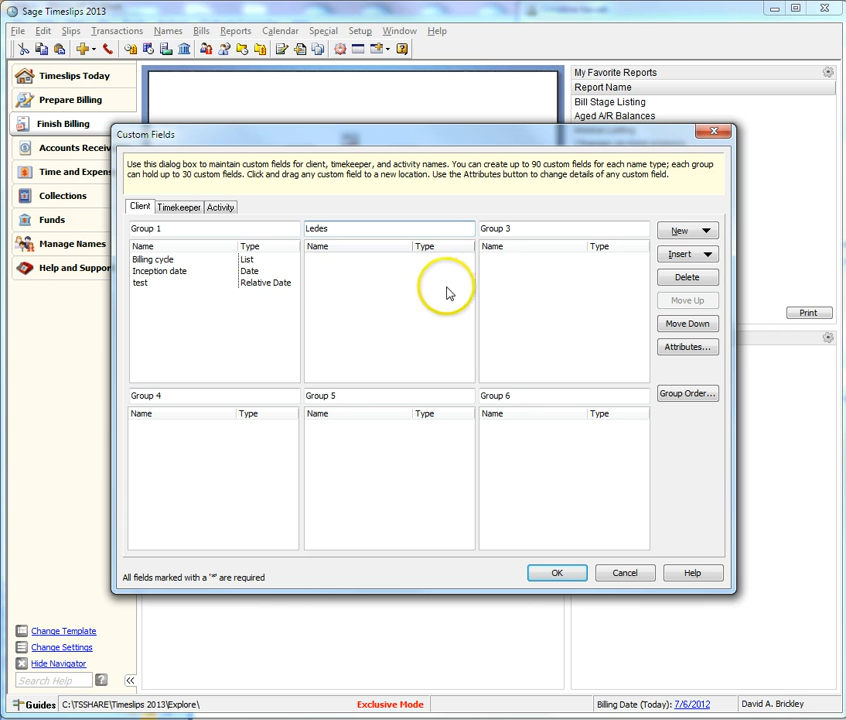 Sage Timeslips 2013
File Edit Slips Transactions Names Bills Reports Calendar Special Setup Window Help
Timeslips Today
Prepare Billing
Finish Billing
Accounts Receiv
Time and Expens
Collections
Funds
Manage Names
Help and Suppor
My Favorite Reports
Report Name
Bill Stage Listing
Aged A/R Balances
Print
Custom Fields
Use this dialog box to maintain custom fields for client, timekeeper, and activity names. You can create up to 90 custom fields for each name type; each group
can hold up to 30 custom fields. Click and drag any custom field to a new location. Use the Attributes button to change details of any custom field.
Client Timekeeper Activity
Group 1 Ledes Group 3
Name Type Name Type Name Type
Billing cycle List
Inception date Date
test Relative Date
Group 4 Group 5 Group 6
Name Type Name Type Name Type
New
Insert
Delete
Move Up
Move Down
Attributes...
Group Order...
All fields marked with a "*" are required
OK Cancel Help
Change Template
Change Settings
Hide Navigator
Search Help ?
Guides C:\TSSHARE\Timeslips 2013\Explore\ Exclusive Mode Billing Date (Today): 7/6/2012 David A. Brickley